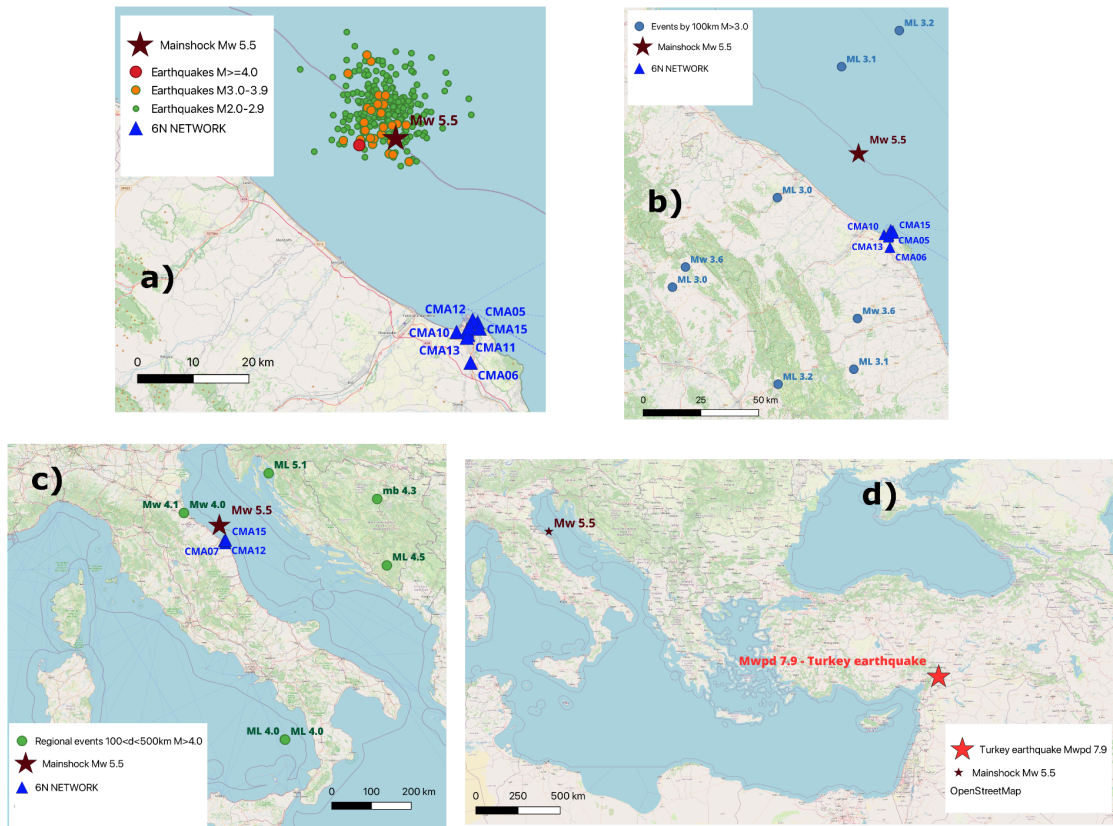 Mainshock Mw 5.5
Earthquakes M>=4.0
Earthquakes M3.0-3.9
Earthquakes M2.0-2.9
6N NETWORK
Mw 5.5
a)
CMA12
CMA05
CMA10
CMA15
CMA13
CMA11
CMA06
0 10 20 km
Events by 100km M>3.0
Mainshock Mw 5.5
6N NETWORK
ML 3.2
ML 3.1
Mw 5.5
b)
ML 3.0
CMA10
CMA15
CMA05
CMA13
CMA06
Mw 3.6
ML 3.0
Mw 3.6
ML 3.1
ML 3.2
0 25 50 km
c)
ML 5.1
mb 4.3
Mw 4.1 Mw 4.0
Mw 5.5
CMA15
CMA07 CMA12
ML 4.5
ML 4.0 ML 4.0
Regional events 100<d<500km M>4.0
Mainshock Mw 5.5
6N NETWORK
0 100 200 km
d)
Mw 5.5
Mwpd 7.9 - Turkey earthquake
Turkey earthquake Mwpd 7.9
Mainshock Mw 5.5
OpenStreetMap
0 250 500 km